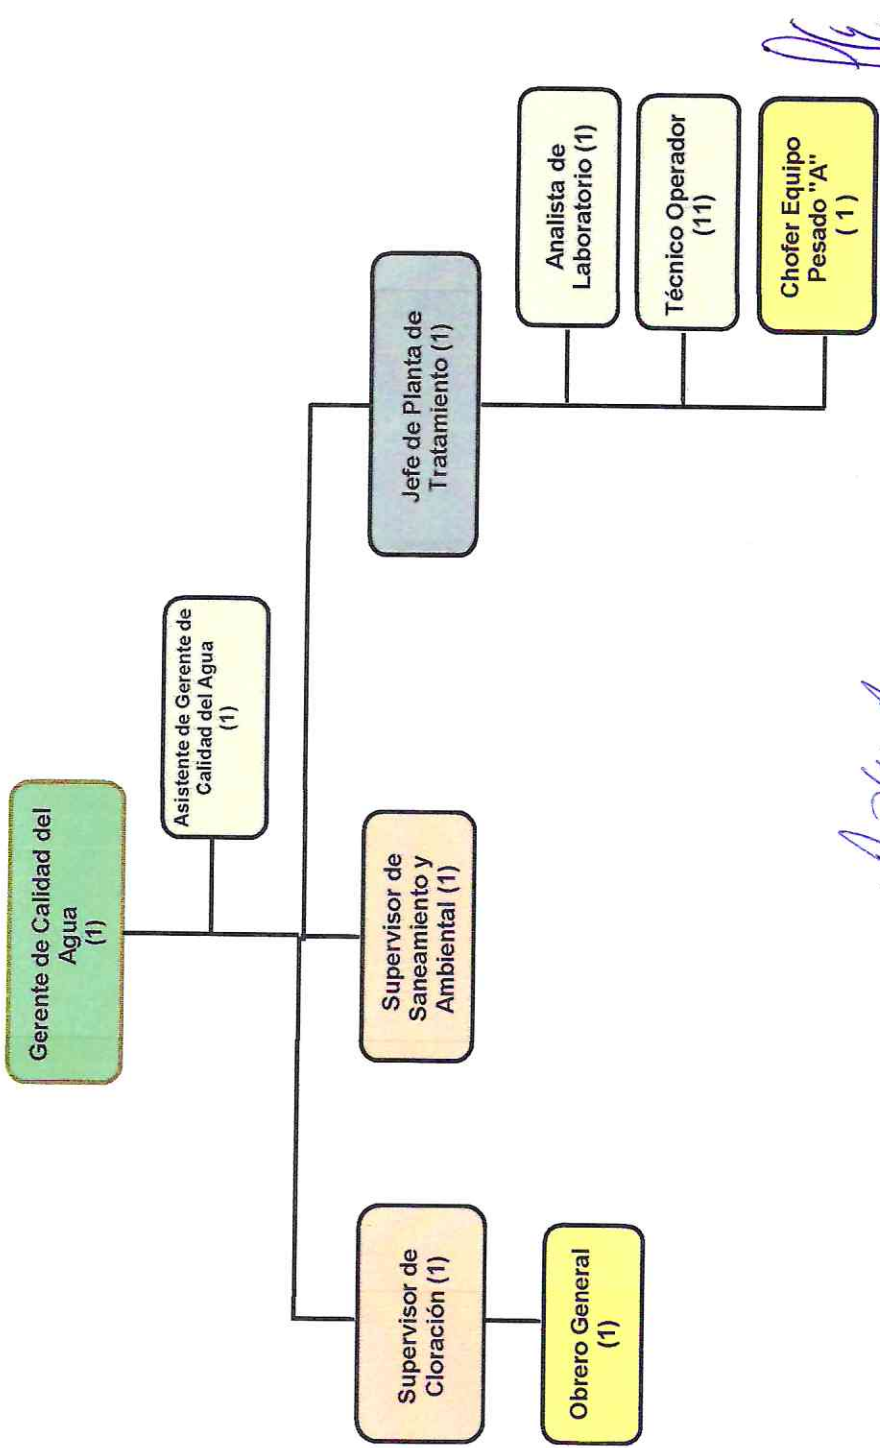 Gerente de Calidad del
Agua
(1)
Asistente de Gerente de
Calidad del Agua
(1)
Supervisor de
Cloración (1)
Supervisor de
Saneamiento y
Ambiental (1)
Jefe de Planta de
Tratamiento (1)
Obrero General
(1)
Analista de
Laboratorio (1)
Técnico Operador
(11)
Chofer Equipo
Pesado "A"
( 1 )